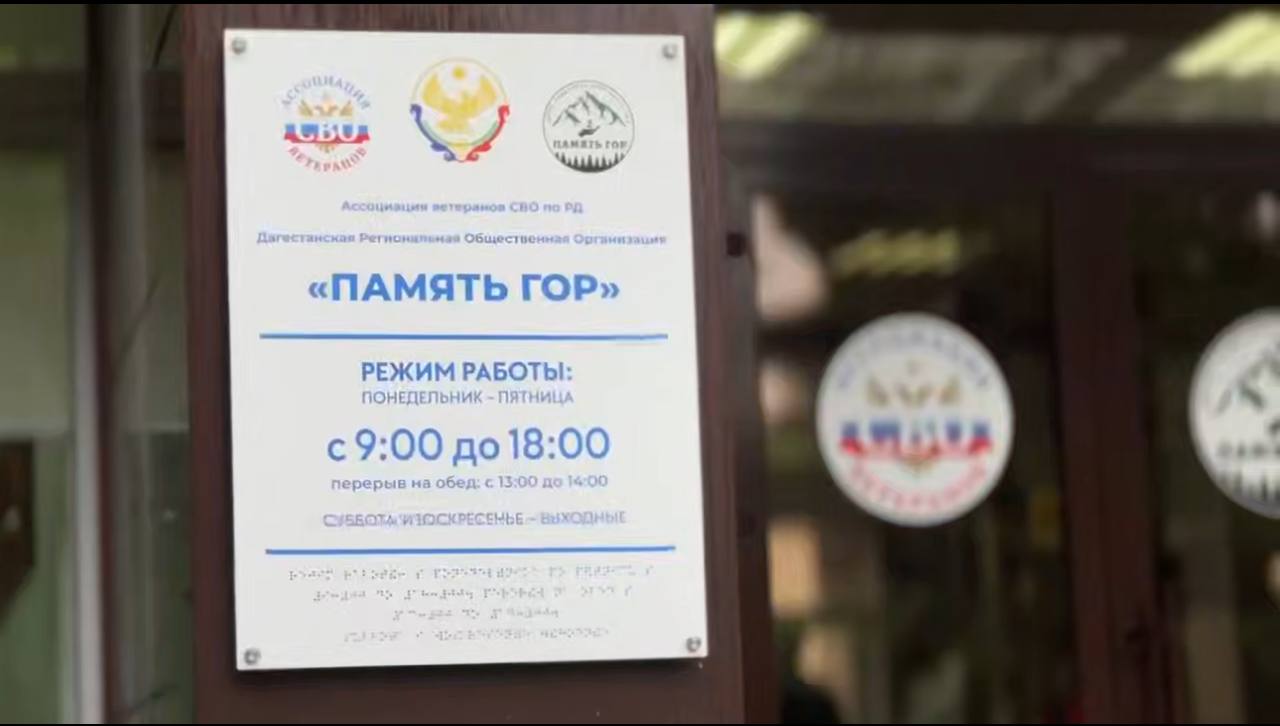 АССОЦИАЦИЯ
СВО
ВЕТЕРАНОВ
ПАМЯТЬ ГОР
Ассоциация ветеранов СВО по РД
Дагестанская Региональная Общественная Организация
«ПАМЯТЬ ГОР»
РЕЖИМ РАБОТЫ:
ПОНЕДЕЛЬНИК - ПЯТНИЦА
с 9:00 до 18:00
перерыв на обед: с 13:00 до 14:00
СУББОТА И ВОСКРЕСЕНЬЕ - ВЫХОДНЫЕ
ВЕТЕРАНОВ